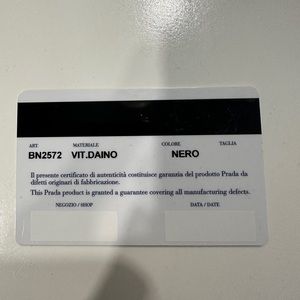 ART. MATERIALE COLORE TAGLIA
BN2572 VIT.DAINO NERO
Il presente certificato di autenticità costituisce garanzia del prodotto Prada da
difetti originari di fabbricazione.
This Prada product is granted a guarantee covering all manufacturing defects.
NEGOZIO / SHOP DATA / DATE